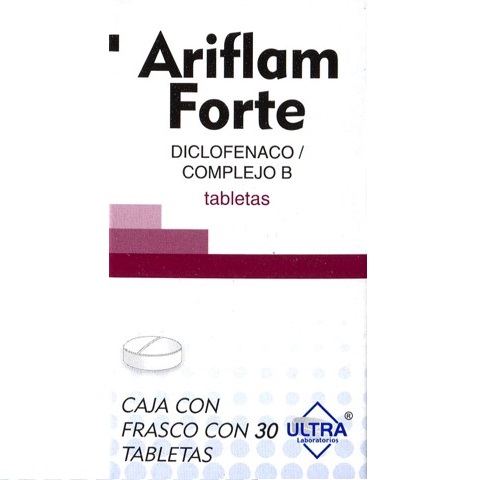 Ariflam
Forte
DICLOFENACO /
COMPLEJO B
tabletas
CAJA CON
FRASCO CON 30
TABLETAS
ULTRA ®
Laboratorios